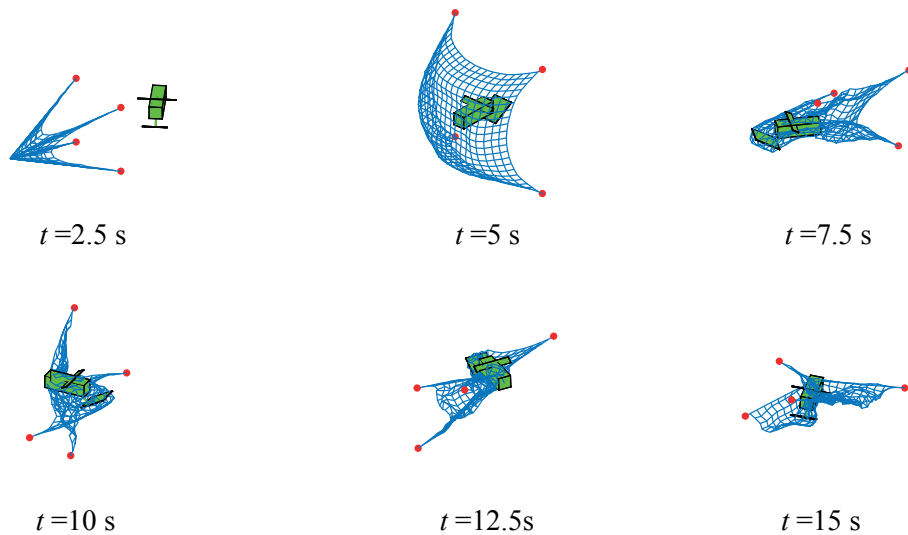 t =2.5 s
t =5 s
t =7.5 s
t =10 s
t =12.5s
t =15 s